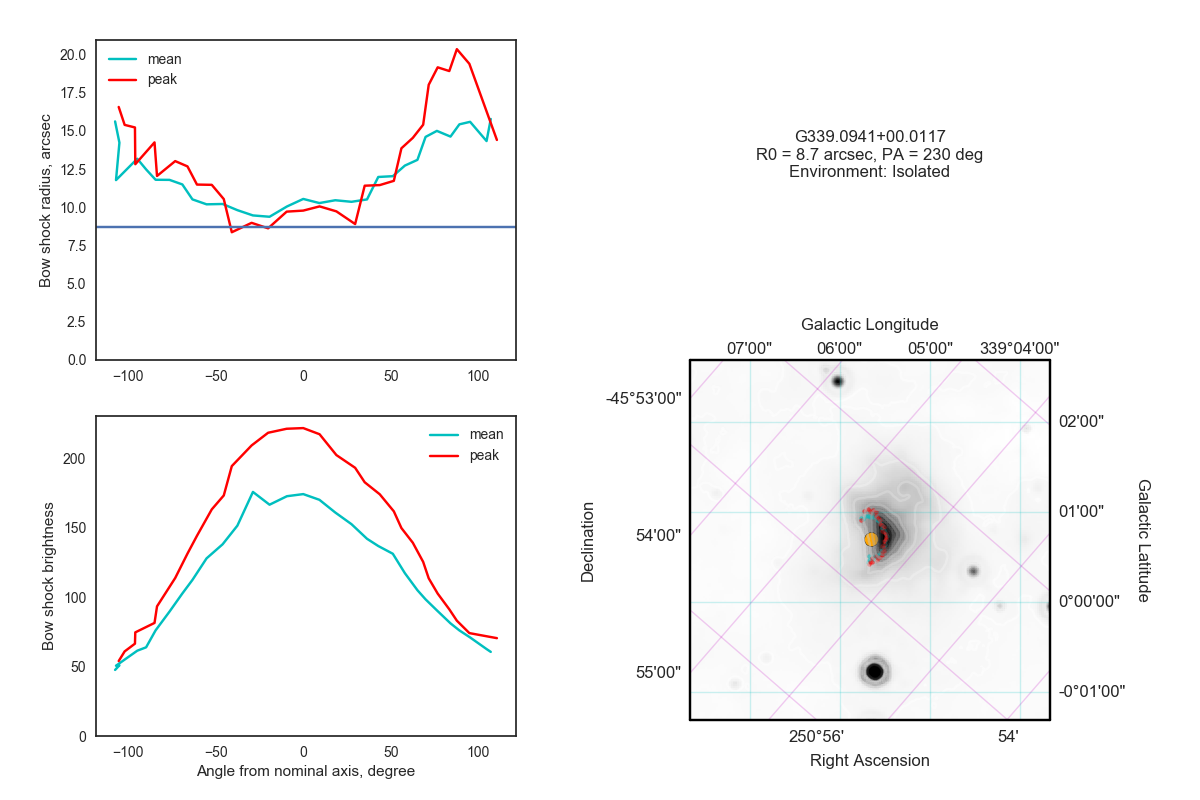 mean
peak
20.0
17.5
15.0
12.5
10.0
7.5
5.0
2.5
0.0
Bow shock radius, arcsec
−100
−50
0
50
100
mean
peak
200
150
100
50
0
Bow shock brightness
−100
−50
0
50
100
Angle from nominal axis, degree
G339.0941+00.0117
R0 = 8.7 arcsec, PA = 230 deg
Environment: Isolated
Galactic Longitude
07'00"
06'00"
05'00"
339°04'00"
-45°53'00"
54'00"
55'00"
Declination
02'00"
01'00"
0°00'00"
-0°01'00"
Galactic Latitude
250°56'
54'
Right Ascension